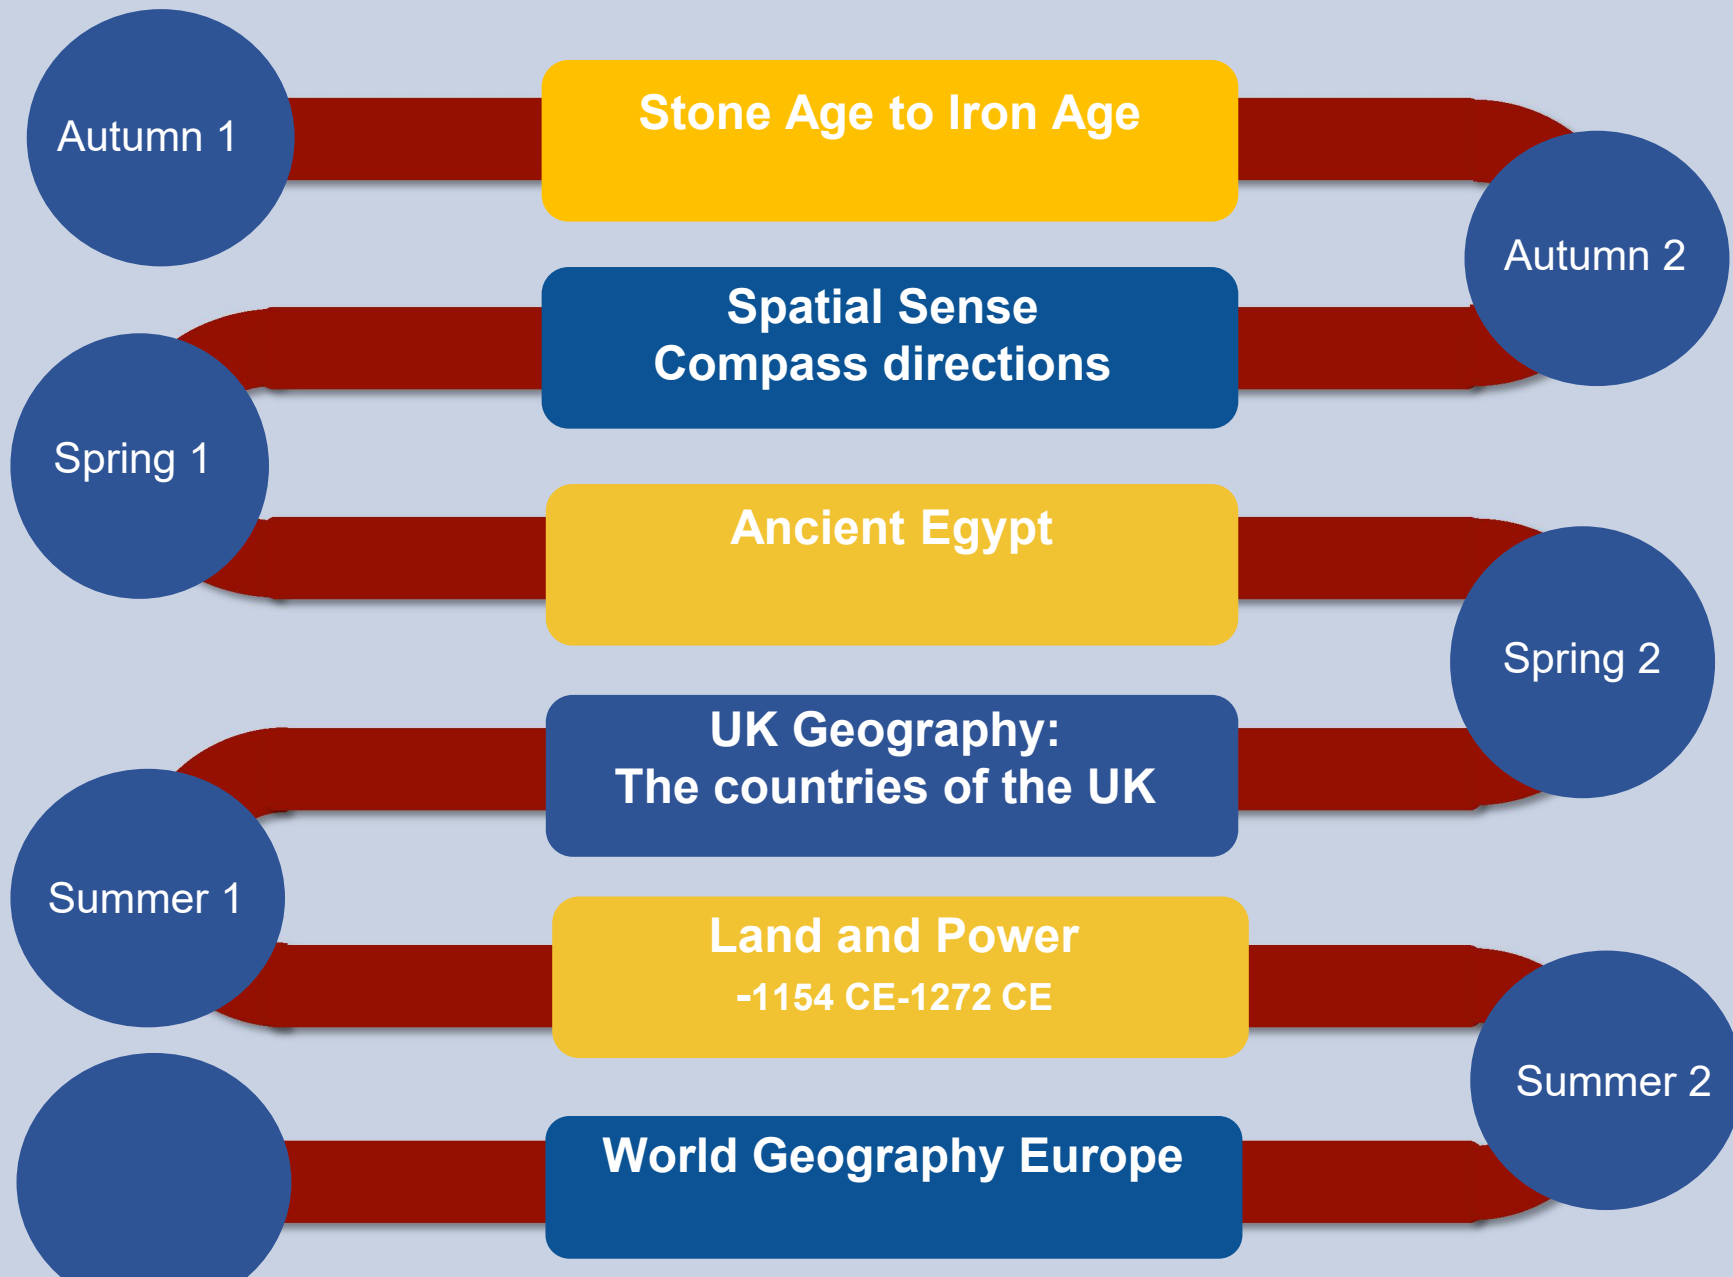 Autumn 1
Stone Age to Iron Age
Autumn 2
Spatial Sense
Compass directions
Spring 1
Ancient Egypt
Spring 2
UK Geography:
The countries of the UK
Summer 1
Land and Power
-1154 CE-1272 CE
Summer 2
World Geography Europe